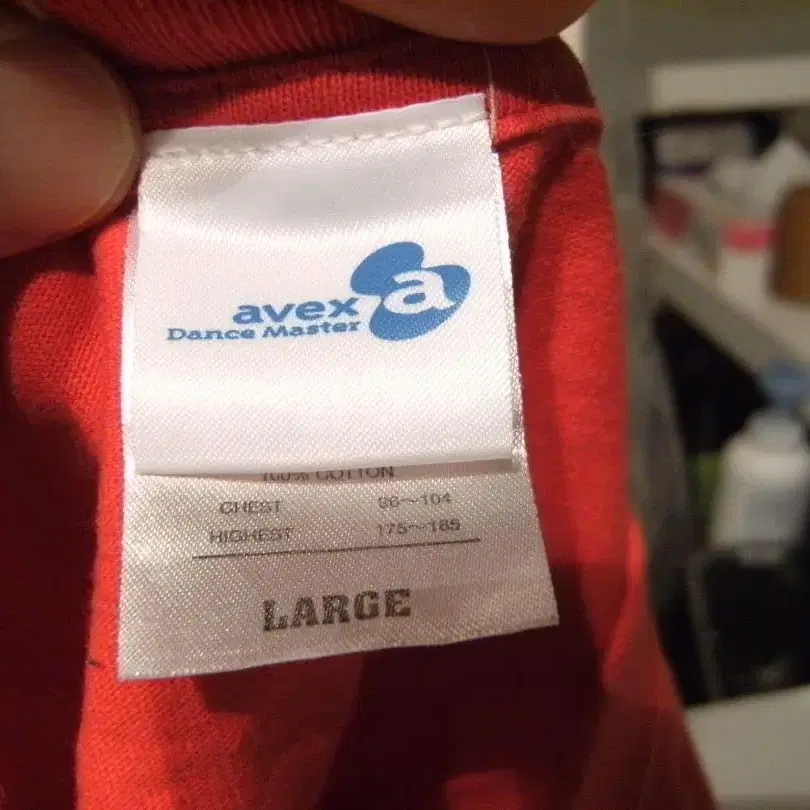 avex a
Dance Master
100% COTTON
CHEST 96～104
HIGHEST 175～185
LARGE